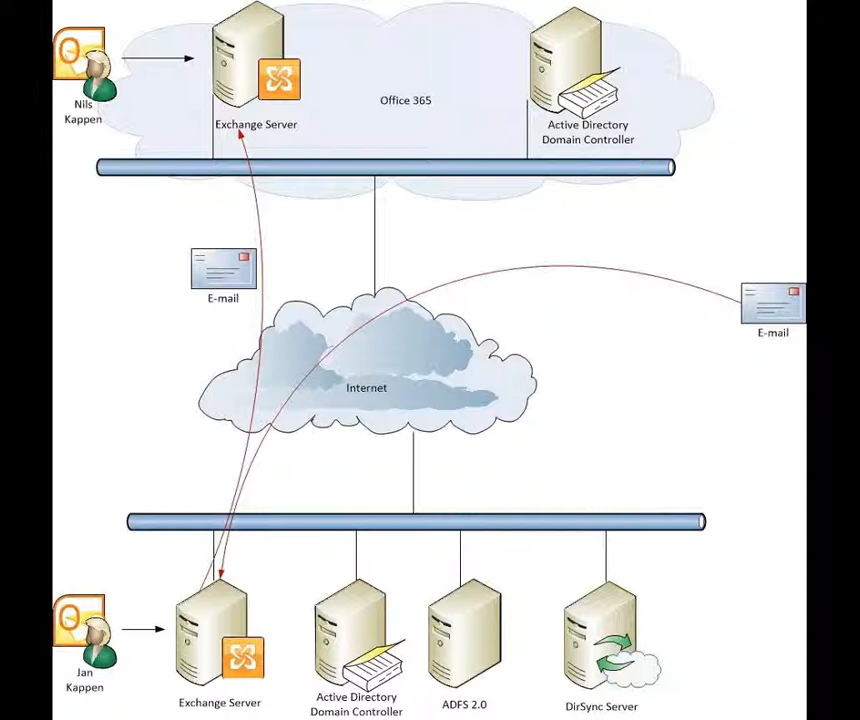 Nils
Kappen
Exchange Server
Office 365
Active Directory
Domain Controller
E-mail
E-mail
Internet
Jan
Kappen
Exchange Server
Active Directory
Domain Controller
ADFS 2.0
DirSync Server